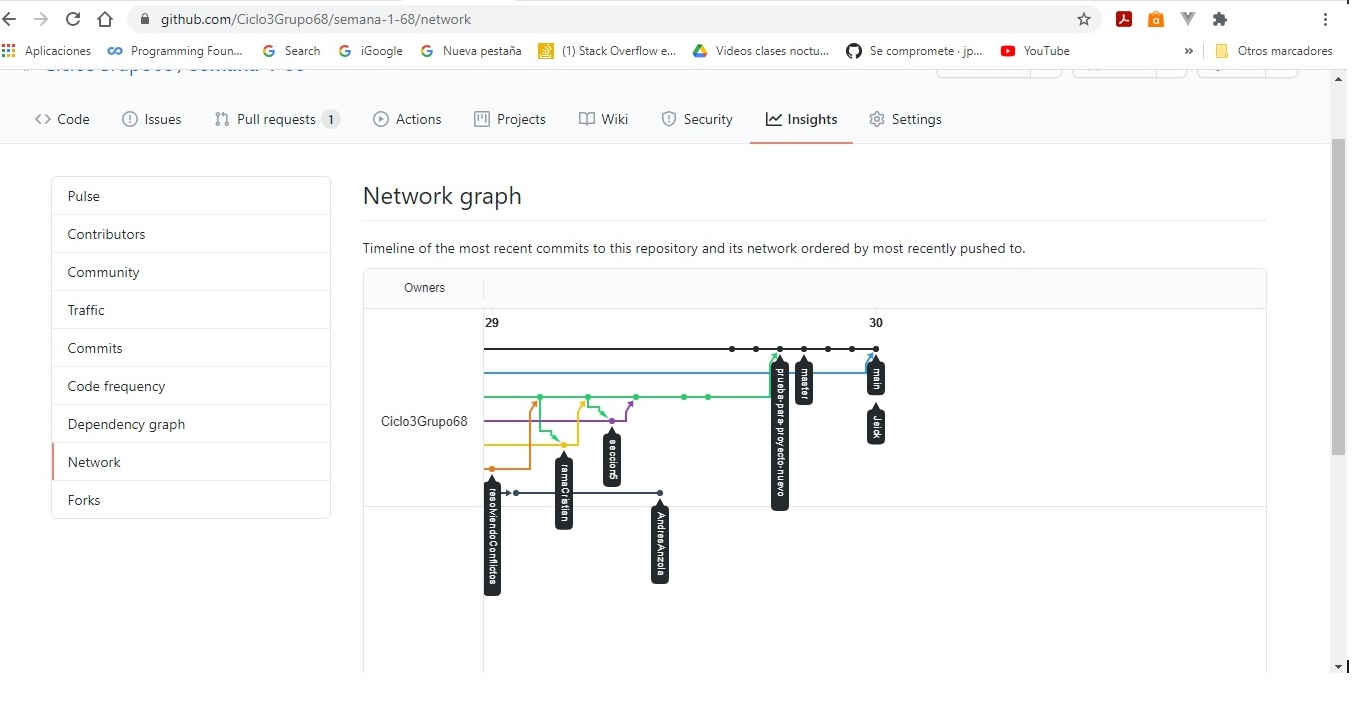 github.com/Ciclo3Grupo68/semana-1-68/network
Aplicaciones Programming Foun... Search iGoogle Nueva pestaña (1) Stack Overflow e... Videos clases noctu... Se compromete · jp... YouTube » Otros marcadores
Code Issues Pull requests 1 Actions Projects Wiki Security Insights Settings
Pulse
Contributors
Community
Traffic
Commits
Code frequency
Dependency graph
Network
Forks
Network graph
Timeline of the most recent commits to this repository and its network ordered by most recently pushed to.
Owners
29 30
Ciclo3Grupo68
resolviendoConflictos
ramaCristian
seccion5
AndresAnzola
prueba-para-proyecto-nuevo
master
main